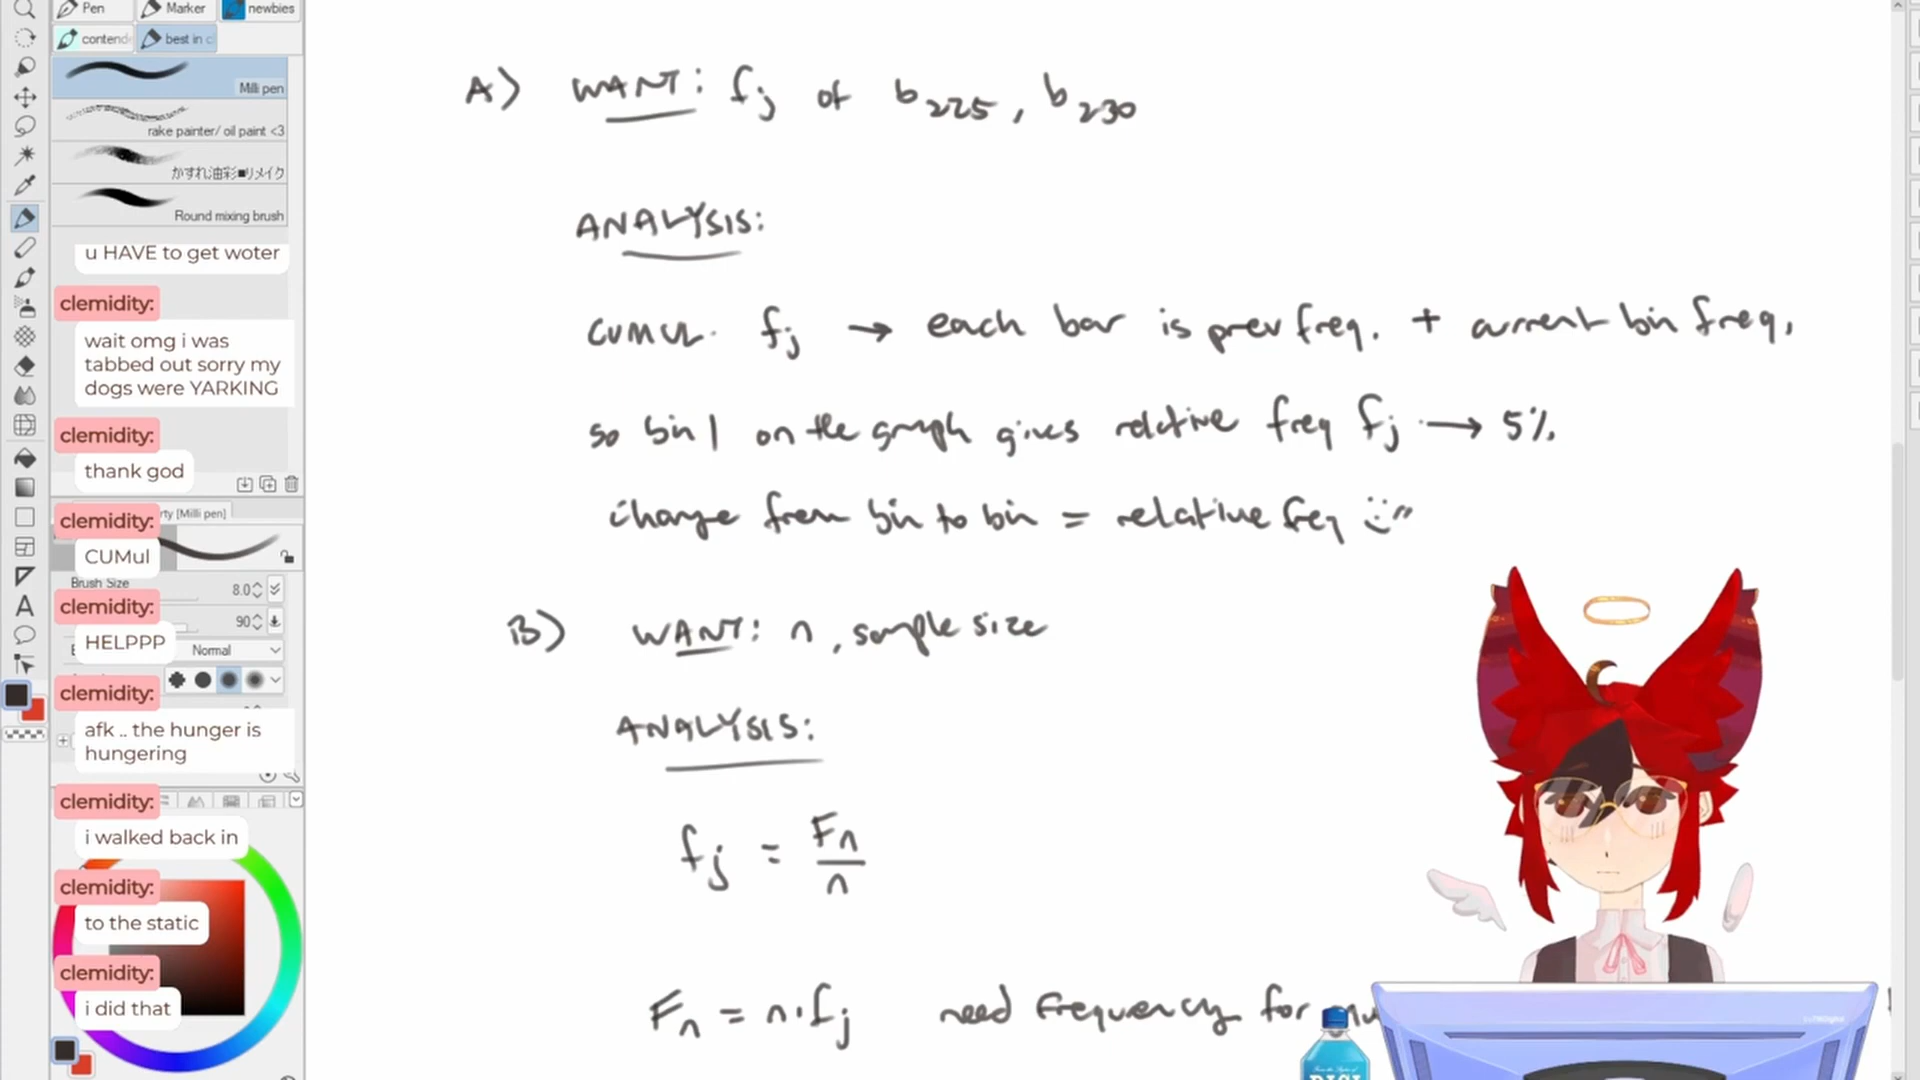 Pen
Marker
newbies
contend
best in c
Milli pen
rake painter/ oil paint <3
かすれ油彩■リメイク
Round mixing brush
u HAVE to get woter
clemidity:
wait omg i was
tabbed out sorry my
dogs were YARKING
clemidity:
thank god
clemidity:
rty [Milli pen]
CUMul
Brush Size
8.0
clemidity:
90
HELPPP
Normal
clemidity:
afk .. the hunger is
hungering
clemidity:
i walked back in
clemidity:
to the static
clemidity:
i did that
A) WANT: fj of b225, b230
ANALYSIS:
CUMUL. fj → each bar is prev freq. + current bin freq,
so bin 1 on the graph gives relative freq fj → 5%
change from bin to bin = relative freq :)"
B) WANT: n, sample size
ANALYSIS:
fj = Fn/n
Fn = n·fj need frequency for